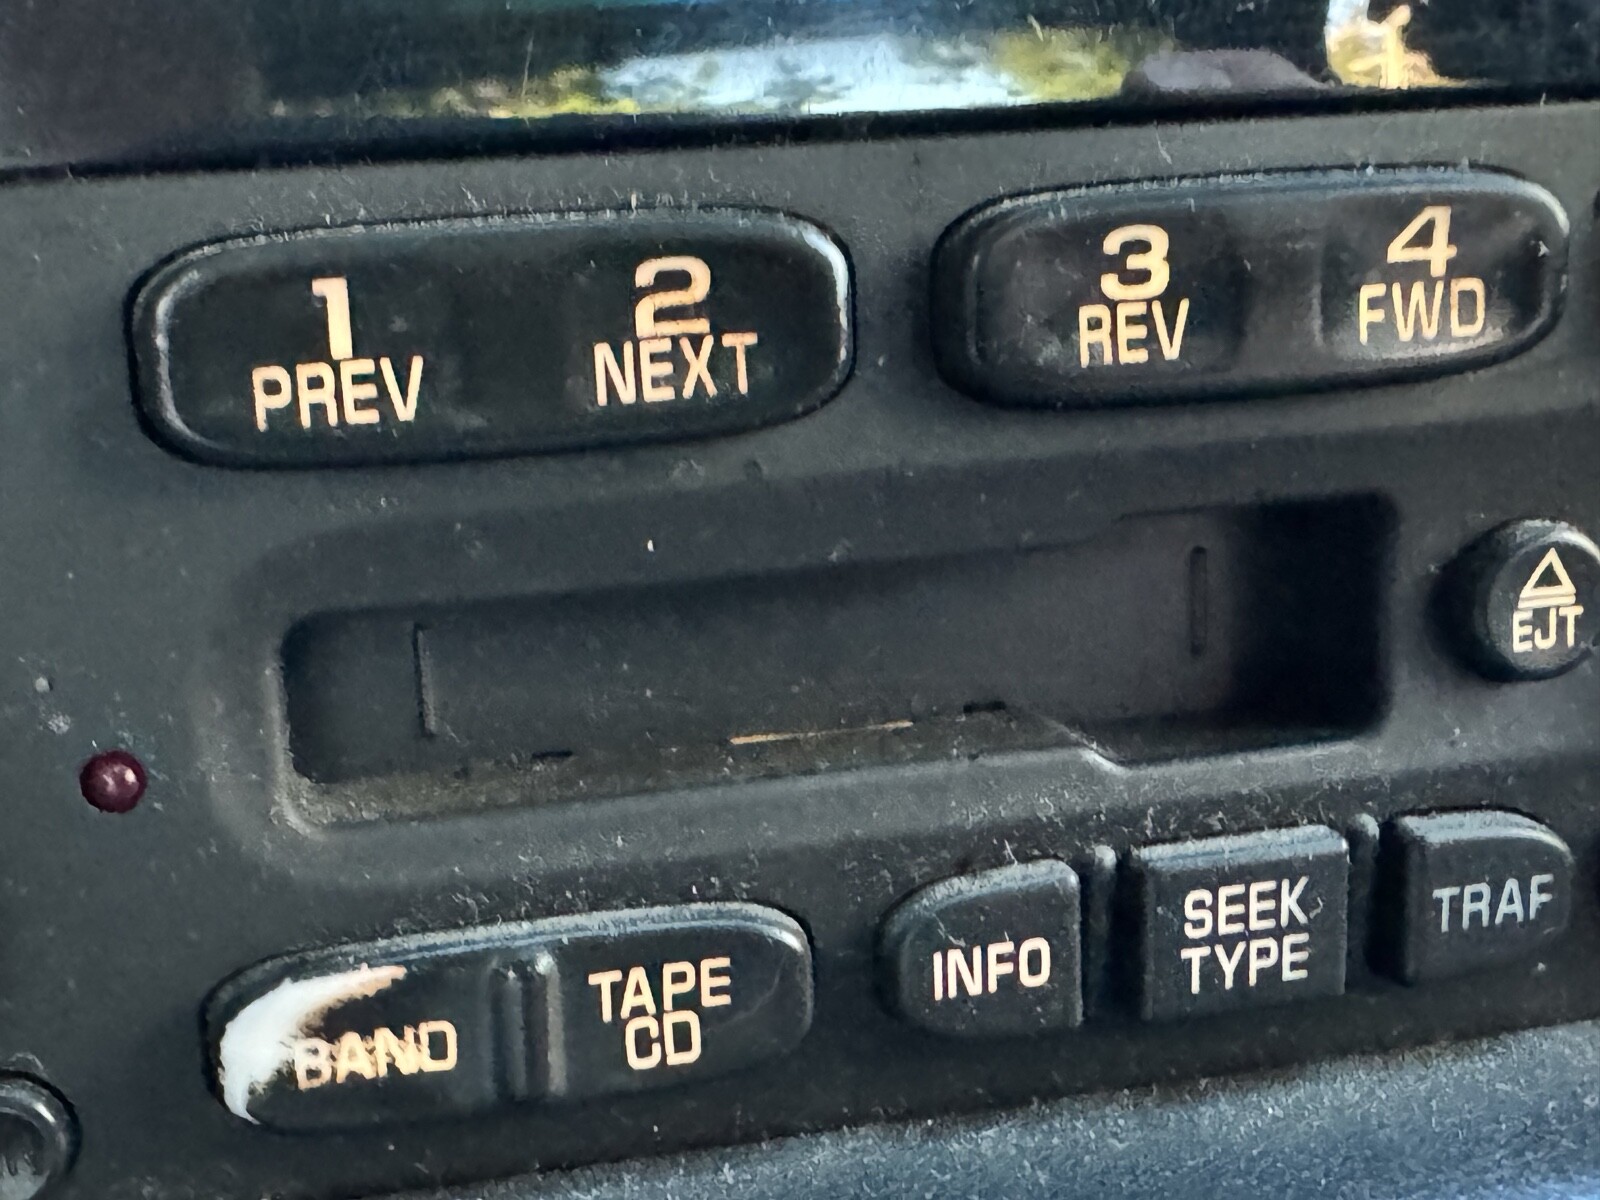 1
PREV
2
NEXT
3
REV
4
FWD
EJT
BAND
TAPE
CD
INFO
SEEK
TYPE
TRAF